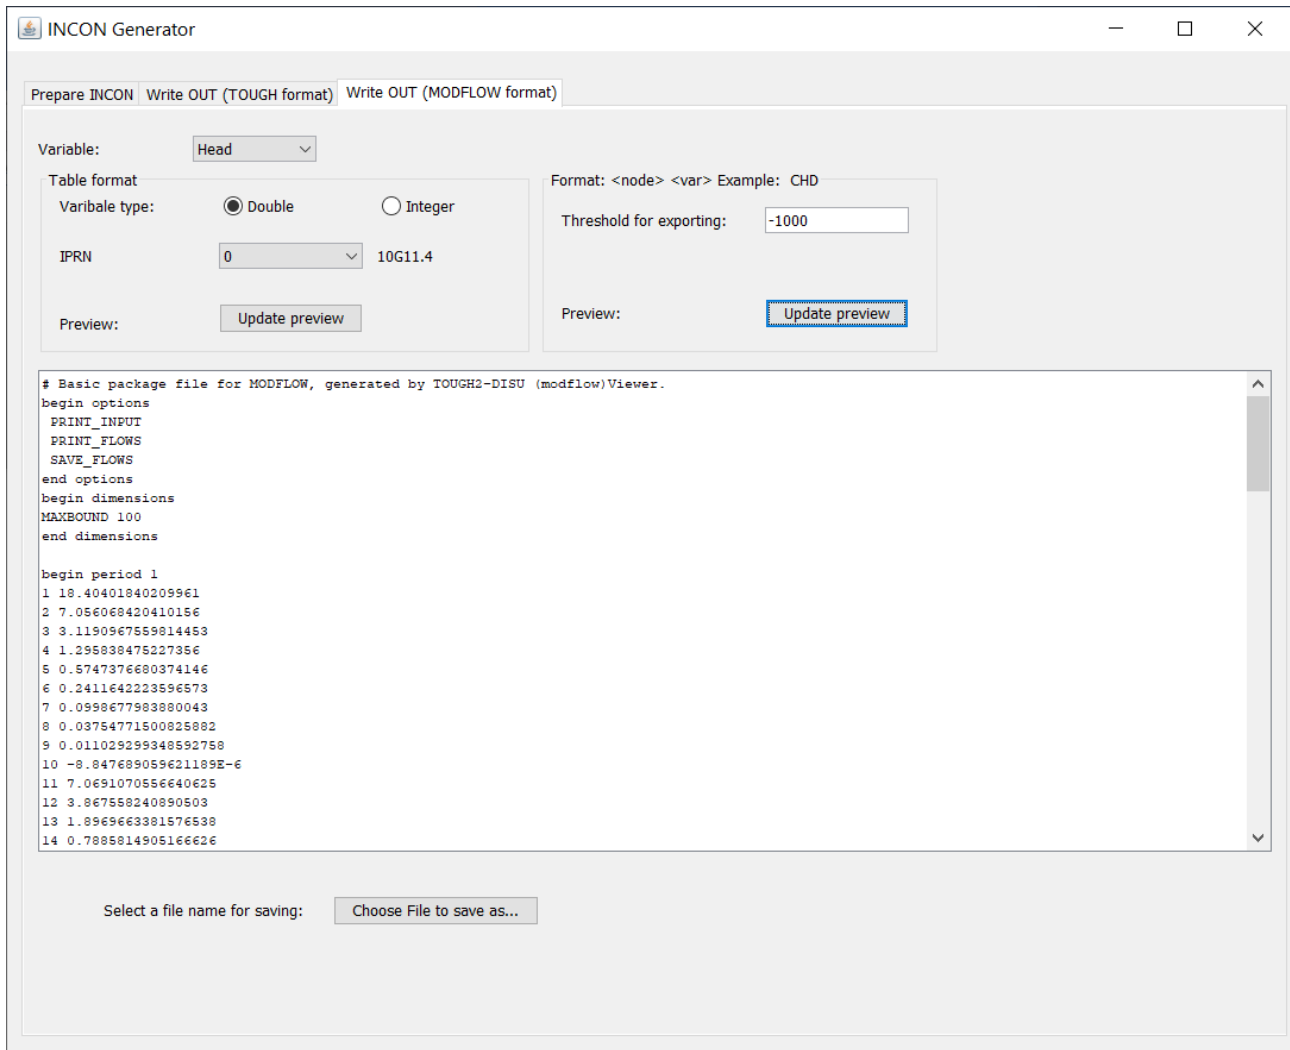 INCON Generator
Prepare INCON Write OUT (TOUGH format) Write OUT (MODFLOW format)
Variable: Head
Table format
Varibale type: Double Integer
IPRN 0 10G11.4
Preview: Update preview
Format: <node> <var> Example: CHD
Threshold for exporting: -1000
Preview: Update preview
# Basic package file for MODFLOW, generated by TOUGH2-DISU (modflow)Viewer.
begin options
PRINT_INPUT
PRINT_FLOWS
SAVE_FLOWS
end options
begin dimensions
MAXBOUND 100
end dimensions
begin period 1
1 18.40401840209961
2 7.056068420410156
3 3.1190967559814453
4 1.295838475227356
5 0.5747376680374146
6 0.2411642223596573
7 0.0998677983880043
8 0.03754771500825882
9 0.011029299348592758
10 -8.847689059621189E-6
11 7.0691070556640625
12 3.867558240890503
13 1.8969663381576538
14 0.7885814905166626
Select a file name for saving: Choose File to save as...